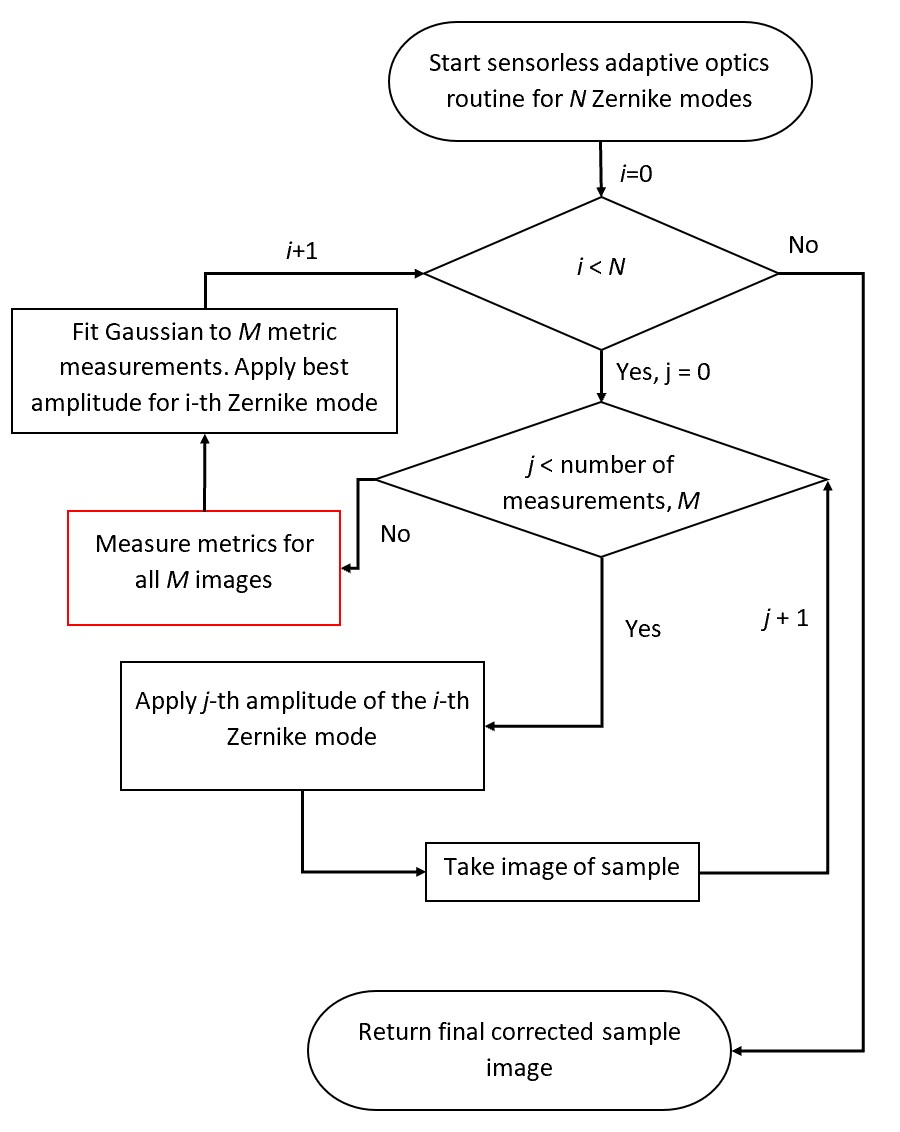 Start sensorless adaptive optics
routine for N Zernike modes
i=0
i < N
No
i+1
Fit Gaussian to M metric
measurements. Apply best
amplitude for i-th Zernike mode
Yes, j = 0
j < number of
measurements, M
No
Measure metrics for
all M images
Yes
j + 1
Apply j-th amplitude of the i-th
Zernike mode
Take image of sample
Return final corrected sample
image